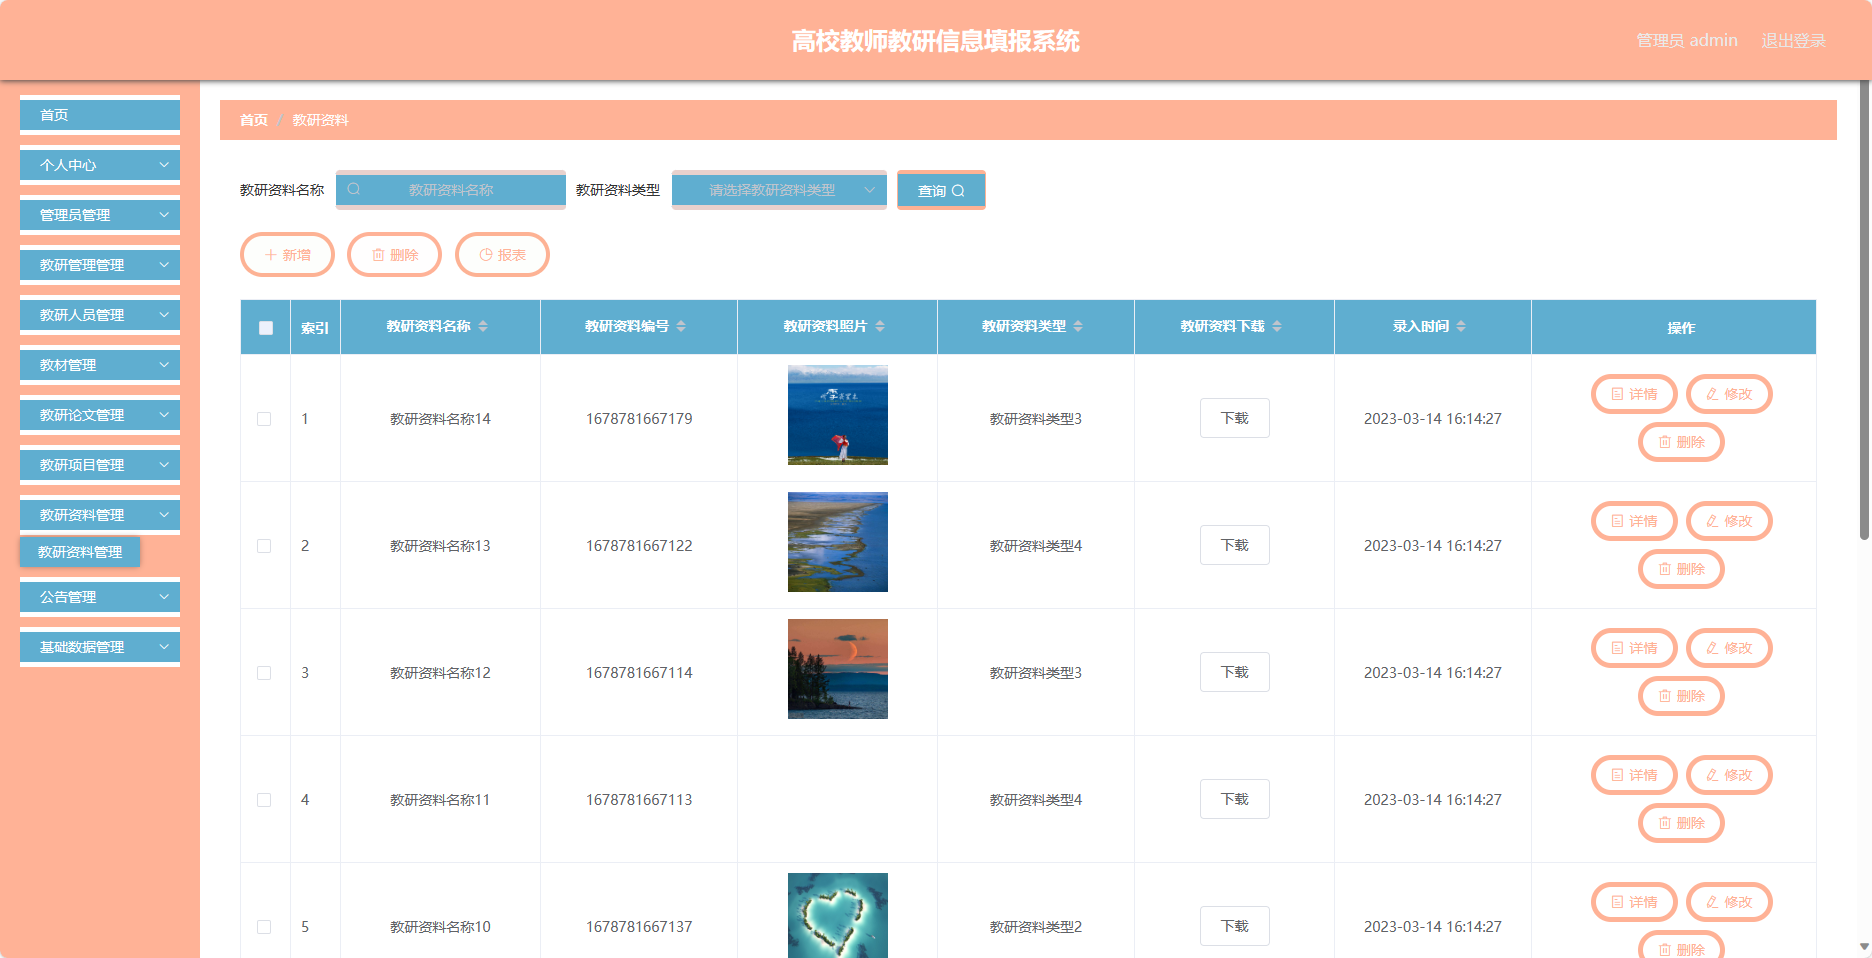 高校教师教研信息填报系统
管理员 admin 退出登录
首页
个人中心
管理员管理
教研管理管理
教研人员管理
教材管理
教研论文管理
教研项目管理
教研资料管理
教研资料管理
公告管理
基础数据管理
首页 / 教研资料
教研资料名称 教研资料名称 教研资料类型 请选择教研资料类型 查询
新增 删除 报表
索引 教研资料名称 教研资料编号 教研资料照片 教研资料类型 教研资料下载 录入时间 操作
1 教研资料名称14 1678781667179 教研资料类型3 下载 2023-03-14 16:14:27 详情 修改
删除
2 教研资料名称13 1678781667122 教研资料类型4 下载 2023-03-14 16:14:27 详情 修改
删除
3 教研资料名称12 1678781667114 教研资料类型3 下载 2023-03-14 16:14:27 详情 修改
删除
4 教研资料名称11 1678781667113 教研资料类型4 下载 2023-03-14 16:14:27 详情 修改
删除
5 教研资料名称10 1678781667137 教研资料类型2 下载 2023-03-14 16:14:27 详情 修改
删除